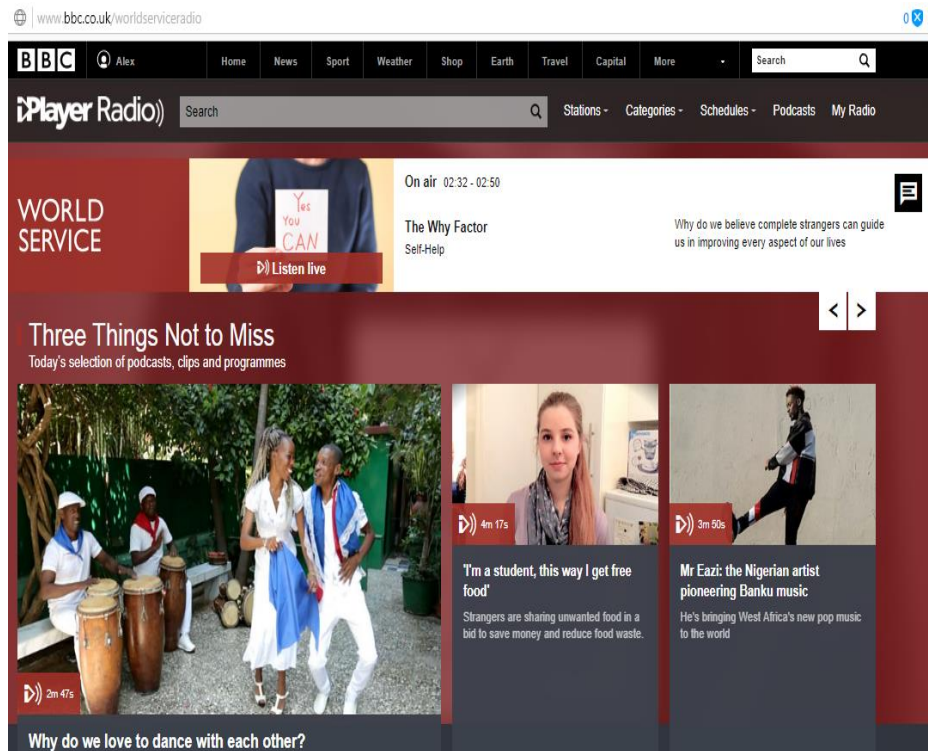 www.bbc.co.uk/worldserviceradio
0
BBC
Alex
Home
News
Sport
Weather
Shop
Earth
Travel
Capital
More
Search
iPlayer Radio
Search
Stations
Categories
Schedules
Podcasts
My Radio
WORLD
SERVICE
Yes
YOU
CAN
Listen live
On air 02:32 - 02:50
The Why Factor
Self-Help
Why do we believe complete strangers can guide
us in improving every aspect of our lives
< >
Three Things Not to Miss
Today's selection of podcasts, clips and programmes
2m 47s
Why do we love to dance with each other?
4m 17s
'I'm a student, this way I get free
food'
Strangers are sharing unwanted food in a
bid to save money and reduce food waste.
3m 50s
Mr Eazi: the Nigerian artist
pioneering Banku music
He's bringing West Africa's new pop music
to the world